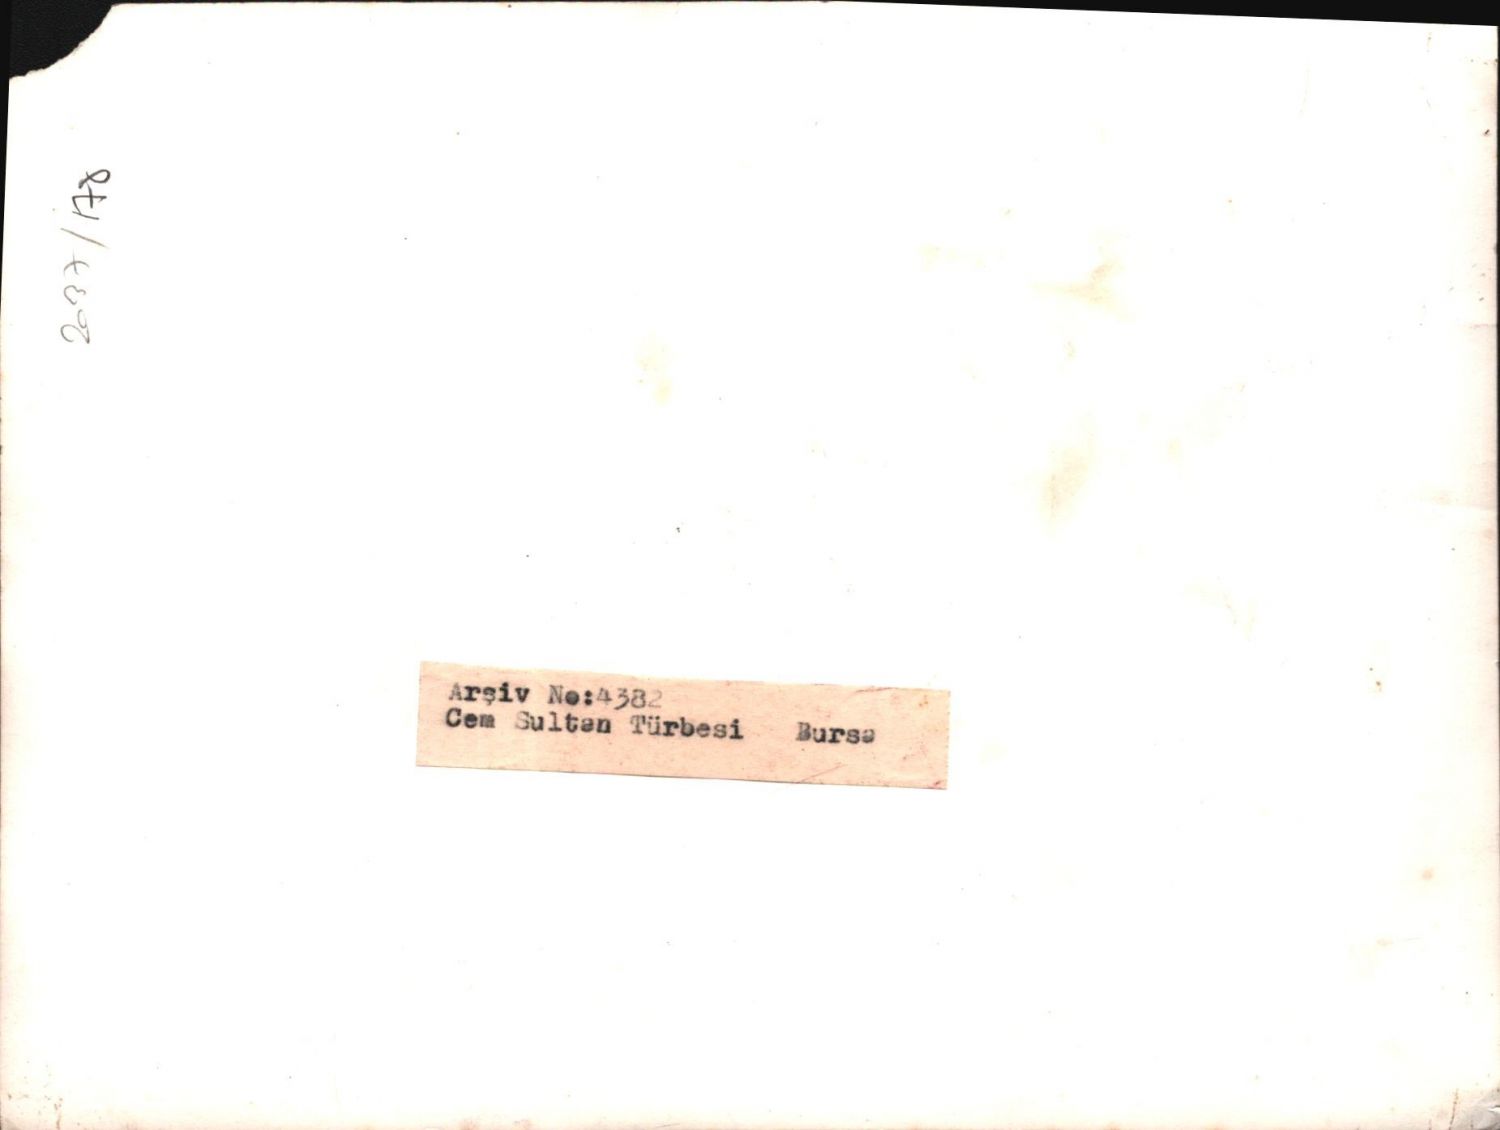 2037/178
Arşiv No:4382
Cem Sultan Türbesi Bursa